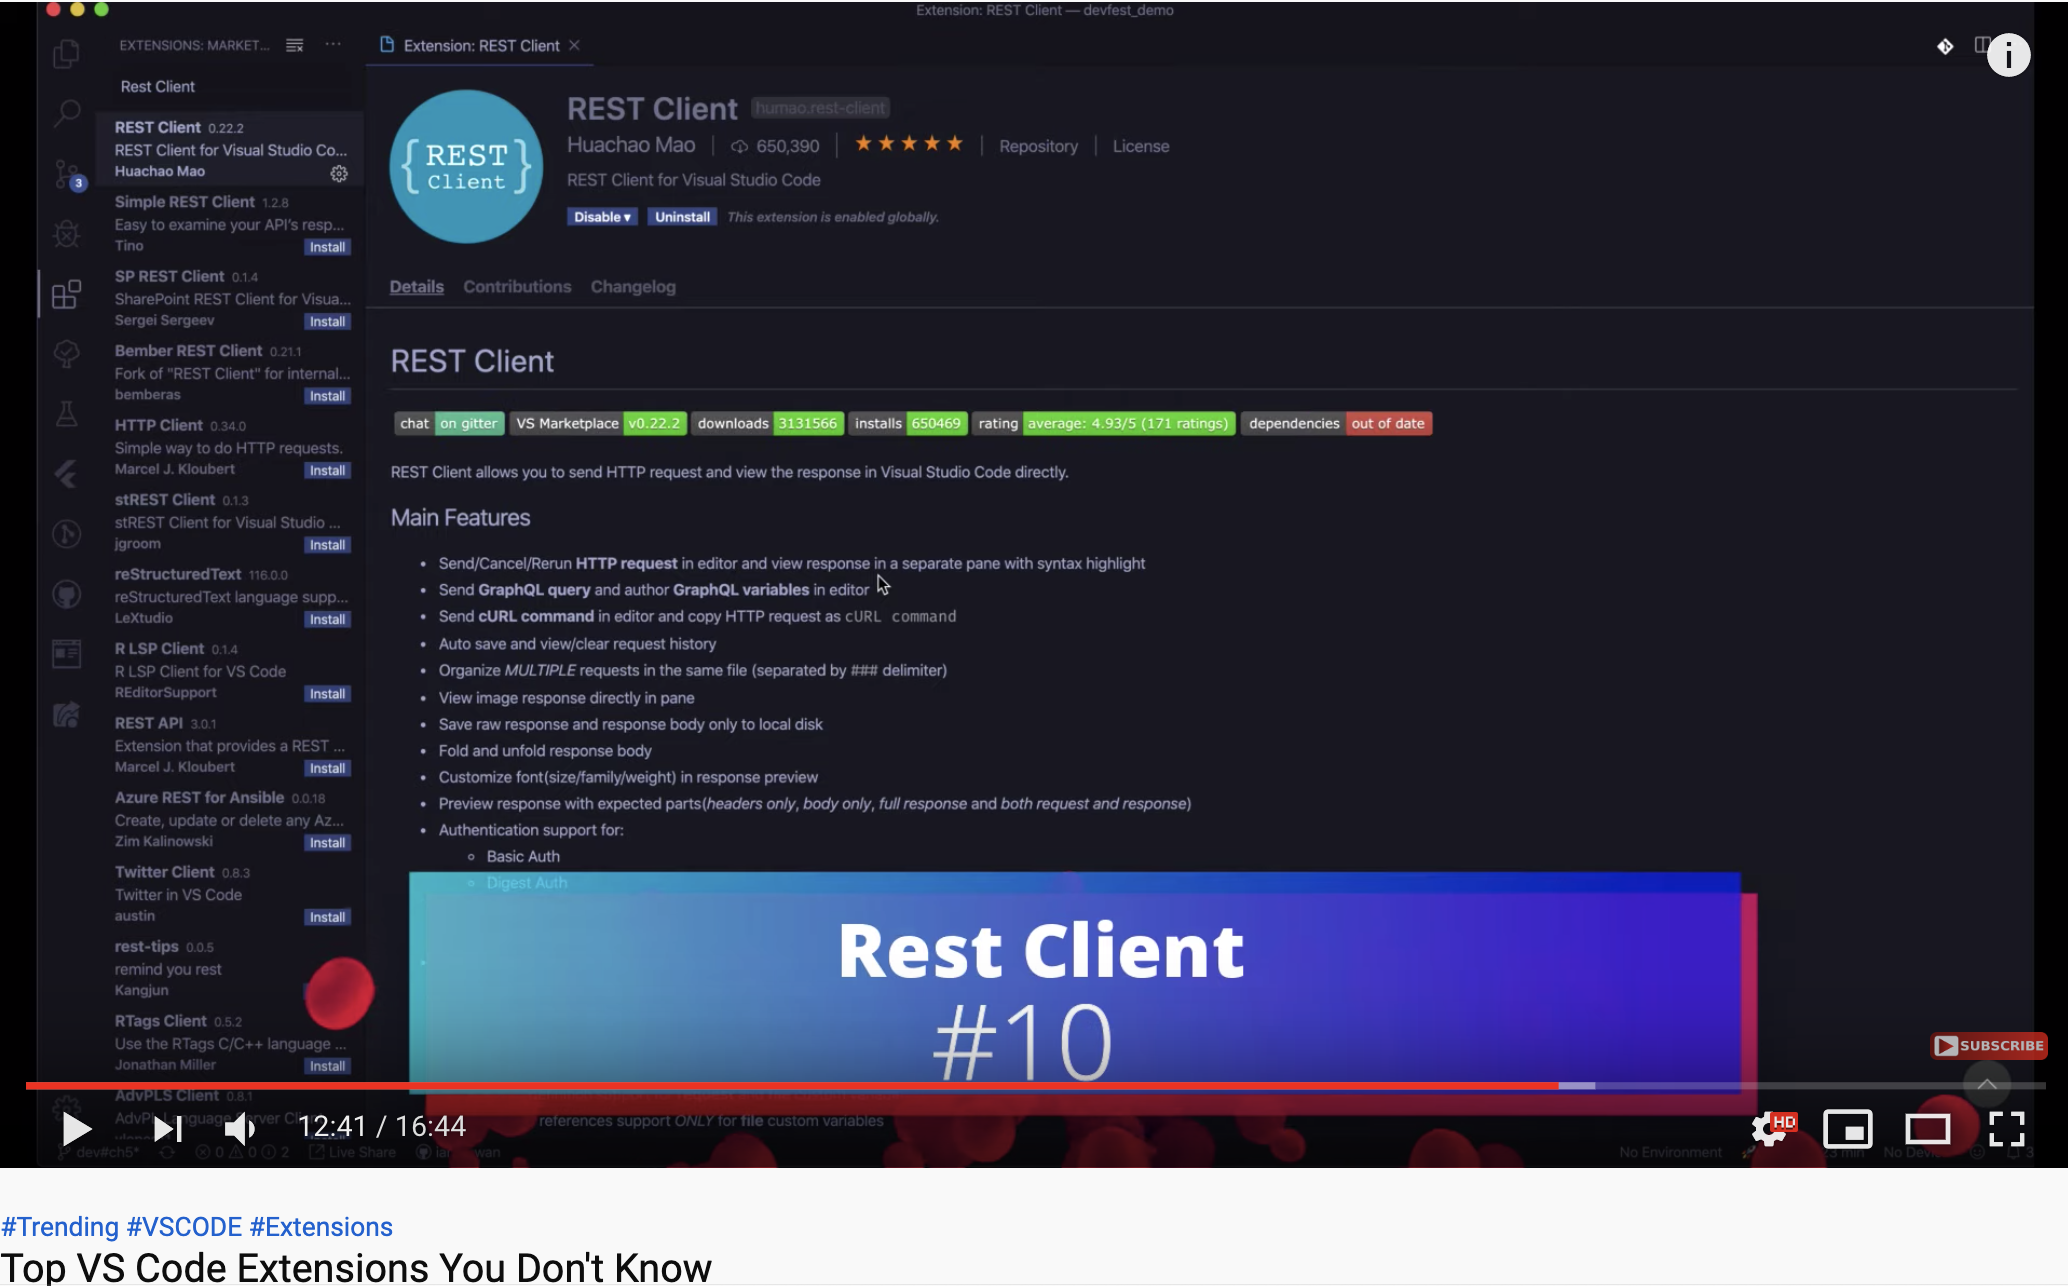 Extension: REST Client — devfest_demo
EXTENSIONS: MARKET...
Extension: REST Client
Rest Client
REST Client 0.22.2
REST Client for Visual Studio Co...
Huachao Mao
3
Simple REST Client 1.2.8
Easy to examine your API's resp...
Tino
Install
SP REST Client 0.1.4
SharePoint REST Client for Visua...
Sergei Sergeev
Install
Bember REST Client 0.21.1
Fork of "REST Client" for internal...
bemberas
Install
HTTP Client 0.34.0
Simple way to do HTTP requests.
Marcel J. Kloubert
Install
stREST Client 0.1.3
stREST Client for Visual Studio ...
jgroom
Install
reStructuredText 116.0.0
reStructuredText language supp...
LeXtudio
Install
R LSP Client 0.1.4
R LSP Client for VS Code
REditorSupport
Install
REST API 3.0.1
Extension that provides a REST ...
Marcel J. Kloubert
Install
Azure REST for Ansible 0.0.18
Create, update or delete any Az...
Zim Kalinowski
Install
Twitter Client 0.8.3
Twitter in VS Code
austin
Install
rest-tips 0.0.5
remind you rest
Kangjun
RTags Client 0.5.2
Use the RTags C/C++ language ...
Jonathan Miller
Install
AdvPLS Client 0.8.1
{ REST Client }
REST Client humao.rest-client
Huachao Mao | 650,390 | ★★★★★ | Repository | License
REST Client for Visual Studio Code
Disable▾ Uninstall This extension is enabled globally.
Details Contributions Changelog
REST Client
chat on gitter VS Marketplace v0.22.2 downloads 3131566 installs 650469 rating average: 4.93/5 (171 ratings) dependencies out of date
REST Client allows you to send HTTP request and view the response in Visual Studio Code directly.
Main Features
• Send/Cancel/Rerun HTTP request in editor and view response in a separate pane with syntax highlight
• Send GraphQL query and author GraphQL variables in editor
• Send cURL command in editor and copy HTTP request as cURL command
• Auto save and view/clear request history
• Organize MULTIPLE requests in the same file (separated by ### delimiter)
• View image response directly in pane
• Save raw response and response body only to local disk
• Fold and unfold response body
• Customize font(size/family/weight) in response preview
• Preview response with expected parts(headers only, body only, full response and both request and response)
• Authentication support for:
◦ Basic Auth
◦ Digest Auth
Rest Client
#10
SUBSCRIBE
references support ONLY for file custom variables
12:41 / 16:44
HD
dev#ch5* 0 0 2 Live Share
No Environment
3
#Trending #VSCODE #Extensions
Top VS Code Extensions You Don't Know